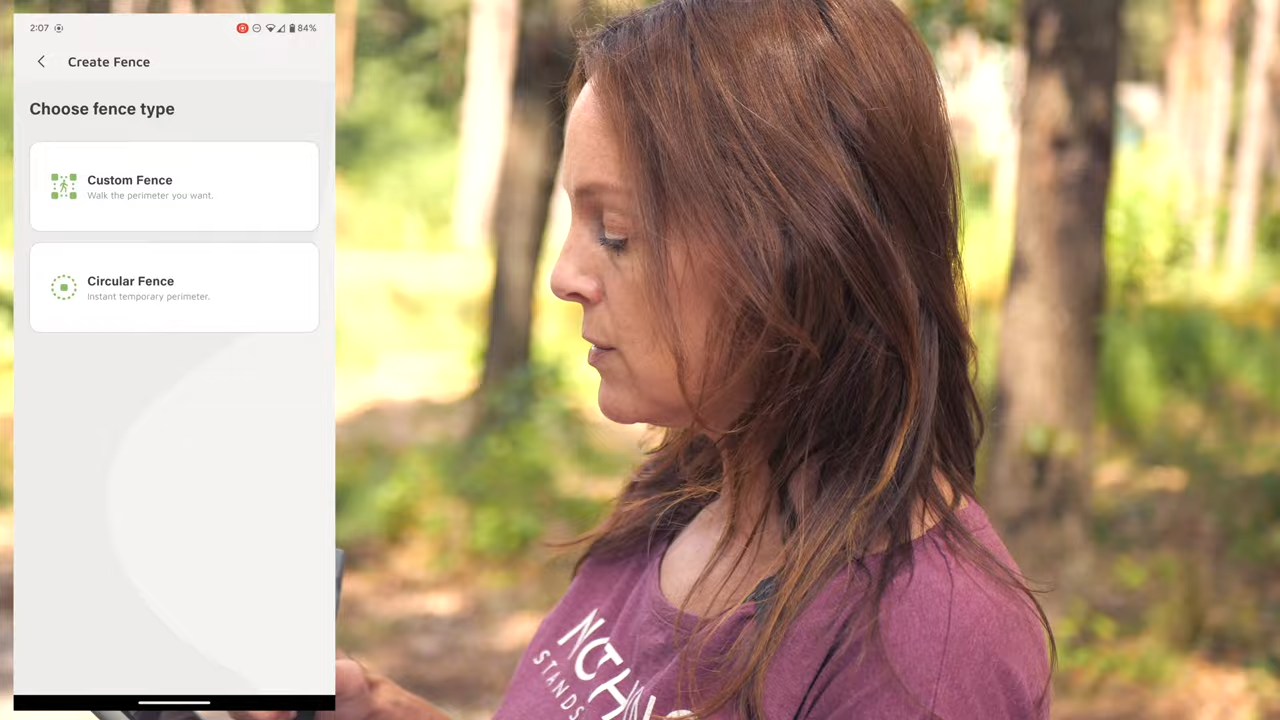 2:07
84%
Create Fence
Choose fence type
Custom Fence
Walk the perimeter you want.
Circular Fence
Instant temporary perimeter.
STANDS